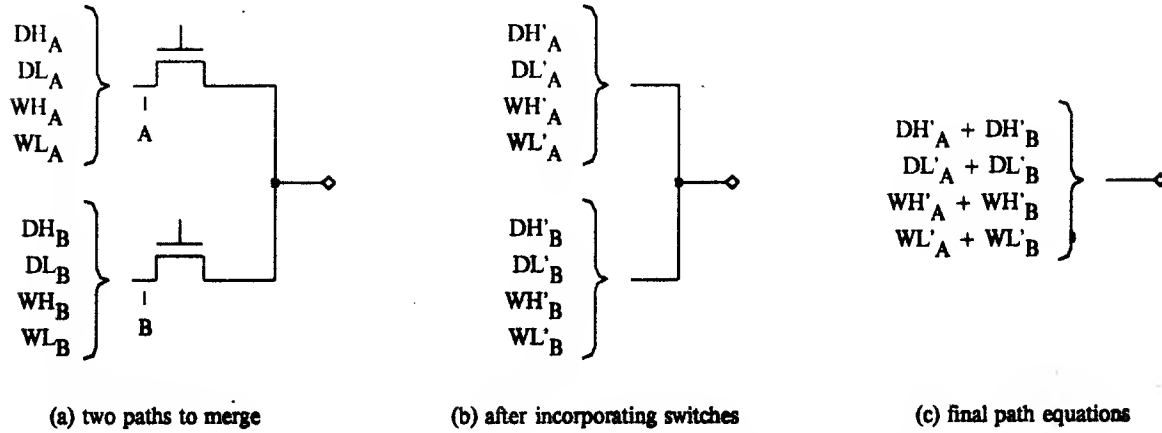 DH_A
DL_A
WH_A
WL_A
A
DH_B
DL_B
WH_B
WL_B
B
(a) two paths to merge
DH'_A
DL'_A
WH'_A
WL'_A
DH'_B
DL'_B
WH'_B
WL'_B
(b) after incorporating switches
DH'_A + DH'_B
DL'_A + DL'_B
WH'_A + WH'_B
WL'_A + WL'_B
(c) final path equations